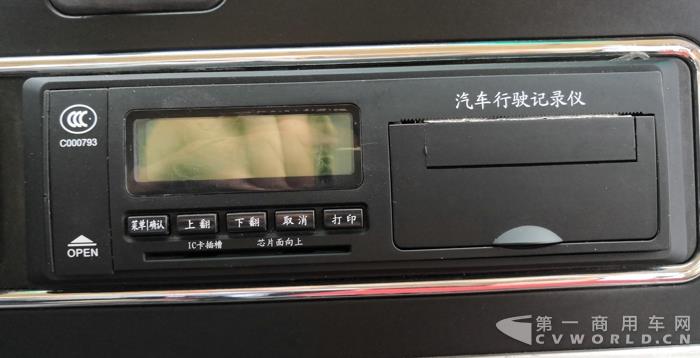 汽车行驶记录仪
CCC
C000793
菜单|确认
上翻
下翻
取消
打印
IC卡插槽 芯片面向上
OPEN
第一商用车网
CVWORLD.CN